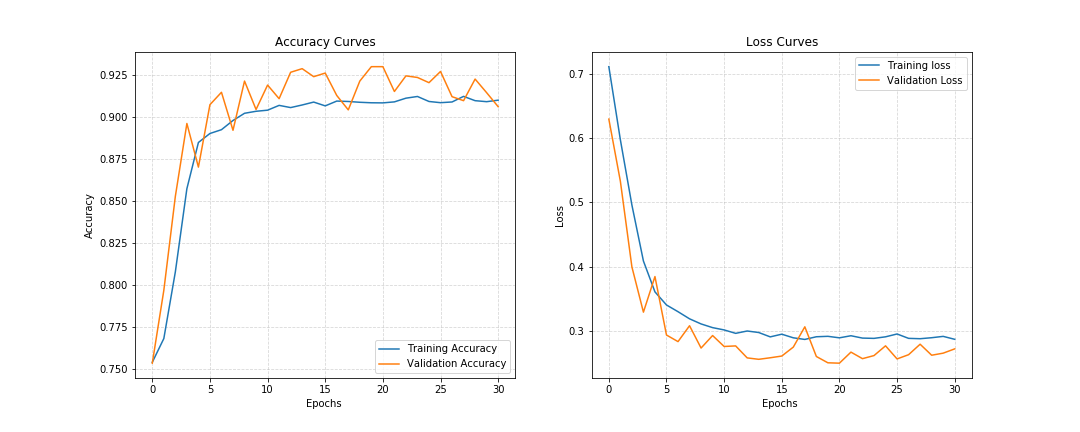 Accuracy Curves
0.925
0.900
0.875
0.850
0.825
0.800
0.775
0.750
Accuracy
0 5 10 15 20 25 30
Epochs
Training Accuracy
Validation Accuracy
Loss Curves
0.7
0.6
0.5
0.4
0.3
Loss
0 5 10 15 20 25 30
Epochs
Training loss
Validation Loss